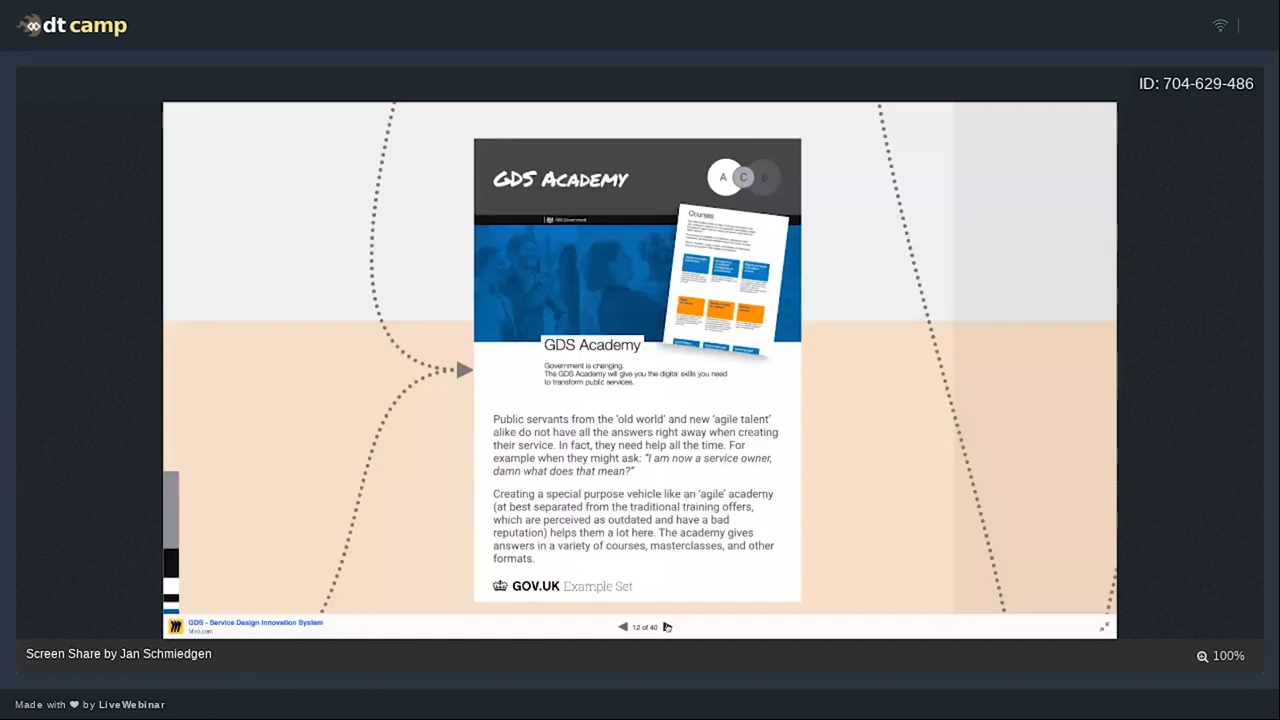 dt camp
ID: 704-629-486
GDS ACADEMY
A C B
HM Government
Courses
GDS Academy
Government is changing.
The GDS Academy will give you the digital skills you need
to transform public services.
Public servants from the ‘old world’ and new ‘agile talent’
alike do not have all the answers right away when creating
their service. In fact, they need help all the time. For
example when they might ask: “I am now a service owner,
damn what does that mean?”
Creating a special purpose vehicle like an ‘agile’ academy
(at best separated from the traditional training offers,
which are perceived as outdated and have a bad
reputation) helps them a lot here. The academy gives
answers in a variety of courses, masterclasses, and other
formats.
GOV.UK Example Set
GDS - Service Design Innovation System
Miro.com
12 of 40
Screen Share by Jan Schmiedgen
100%
Made with by LiveWebinar